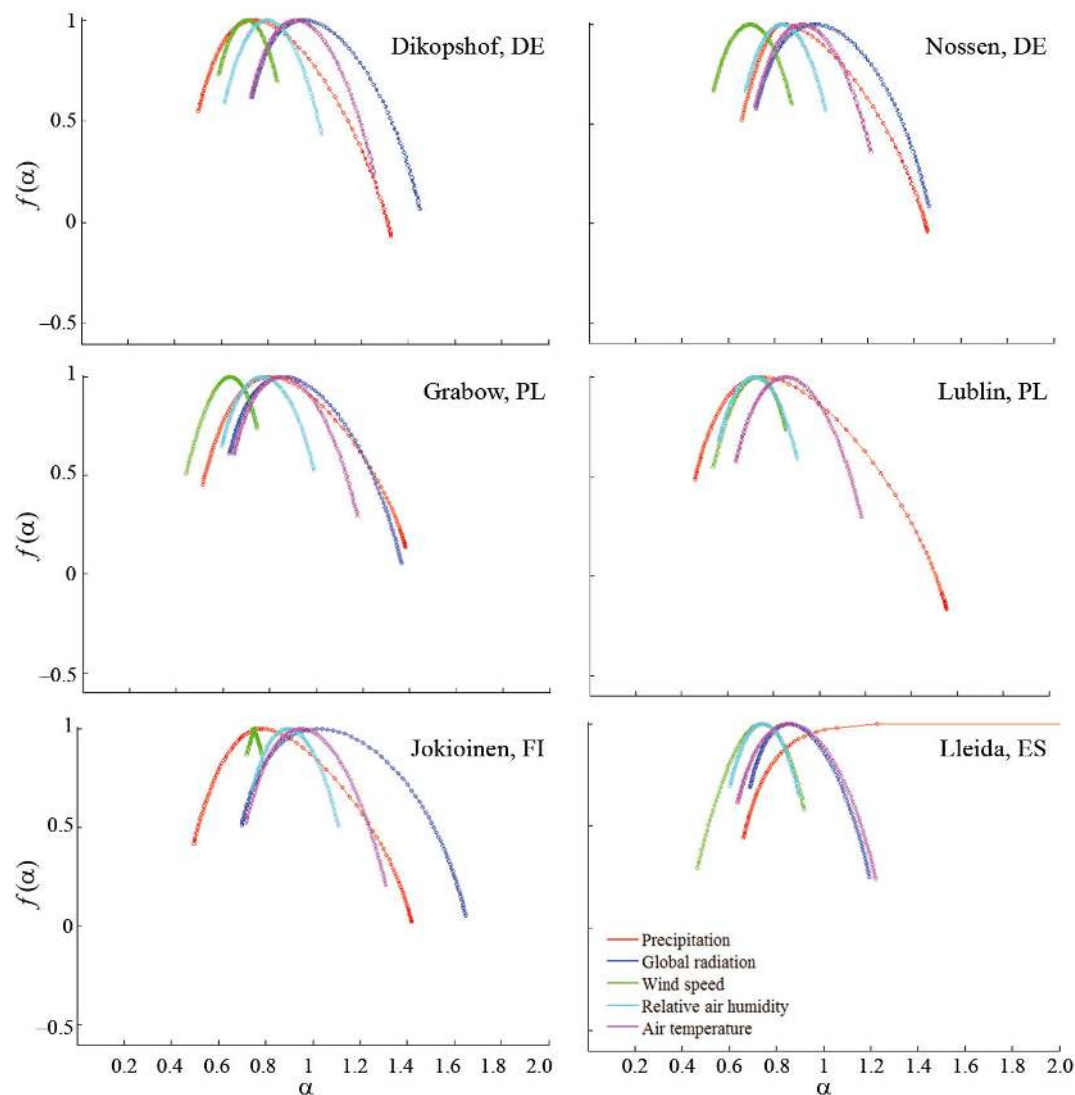 1
0.5
0
–0.5
f(α)
Dikopshof, DE
Nossen, DE
1
0.5
0
–0.5
f(α)
Grabow, PL
Lublin, PL
1
0.5
0
–0.5
f(α)
Jokioinen, FI
Lleida, ES
Precipitation
Global radiation
Wind speed
Relative air humidity
Air temperature
0.2 0.4 0.6 0.8 1 1.2 1.4 1.6 1.8 2.0
α
0.2 0.4 0.6 0.8 1 1.2 1.4 1.6 1.8 2.0
α